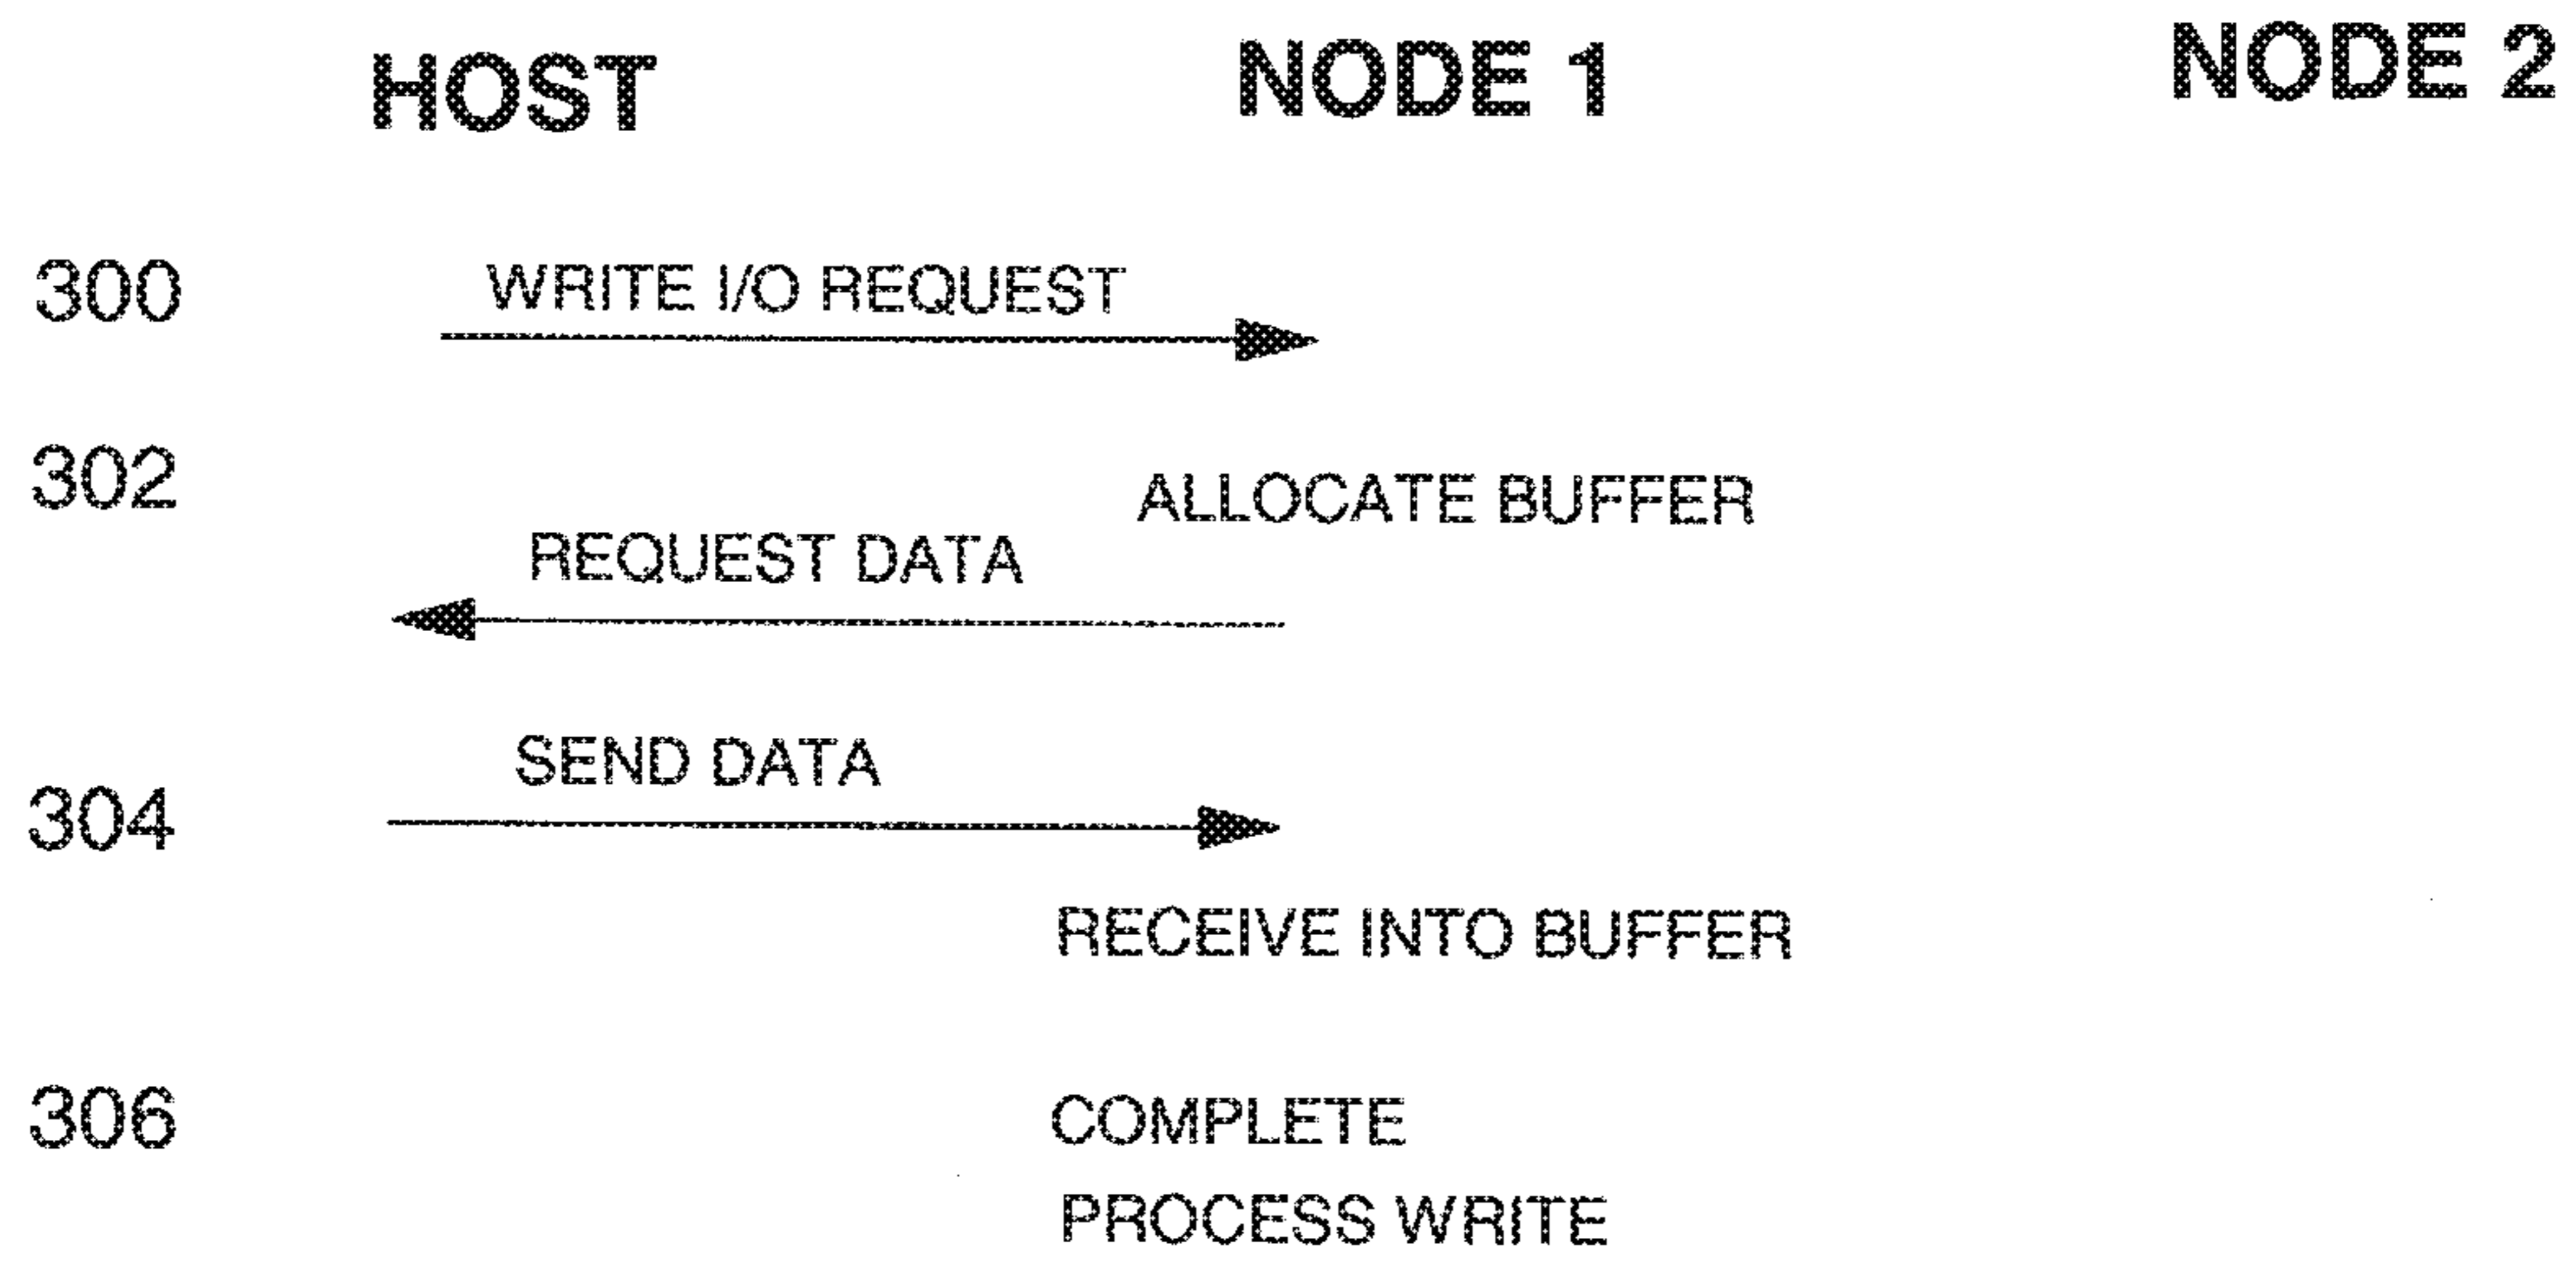 HOST NODE 1 NODE 2
300 WRITE I/O REQUEST
302 ALLOCATE BUFFER
REQUEST DATA
SEND DATA
304
RECEIVE INTO BUFFER
306 COMPLETE
PROCESS WRITE